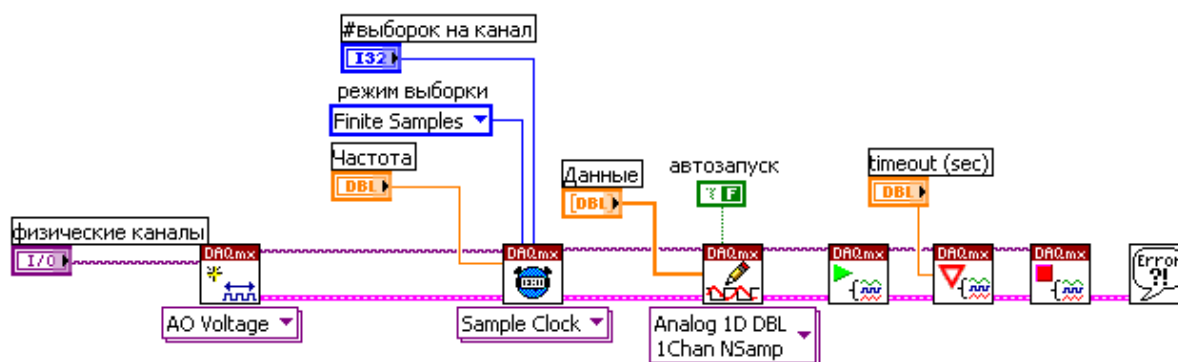 #выборок на канал
I32
режим выборки
Finite Samples
Частота
DBL
Данные
[DBL]
автозапуск
F
timeout (sec)
DBL
физические каналы
I/O
DAQmx
DAQmx
DAQmx
DAQmx
DAQmx
DAQmx
Error
?!
AO Voltage
Sample Clock
Analog 1D DBL
1Chan NSamp